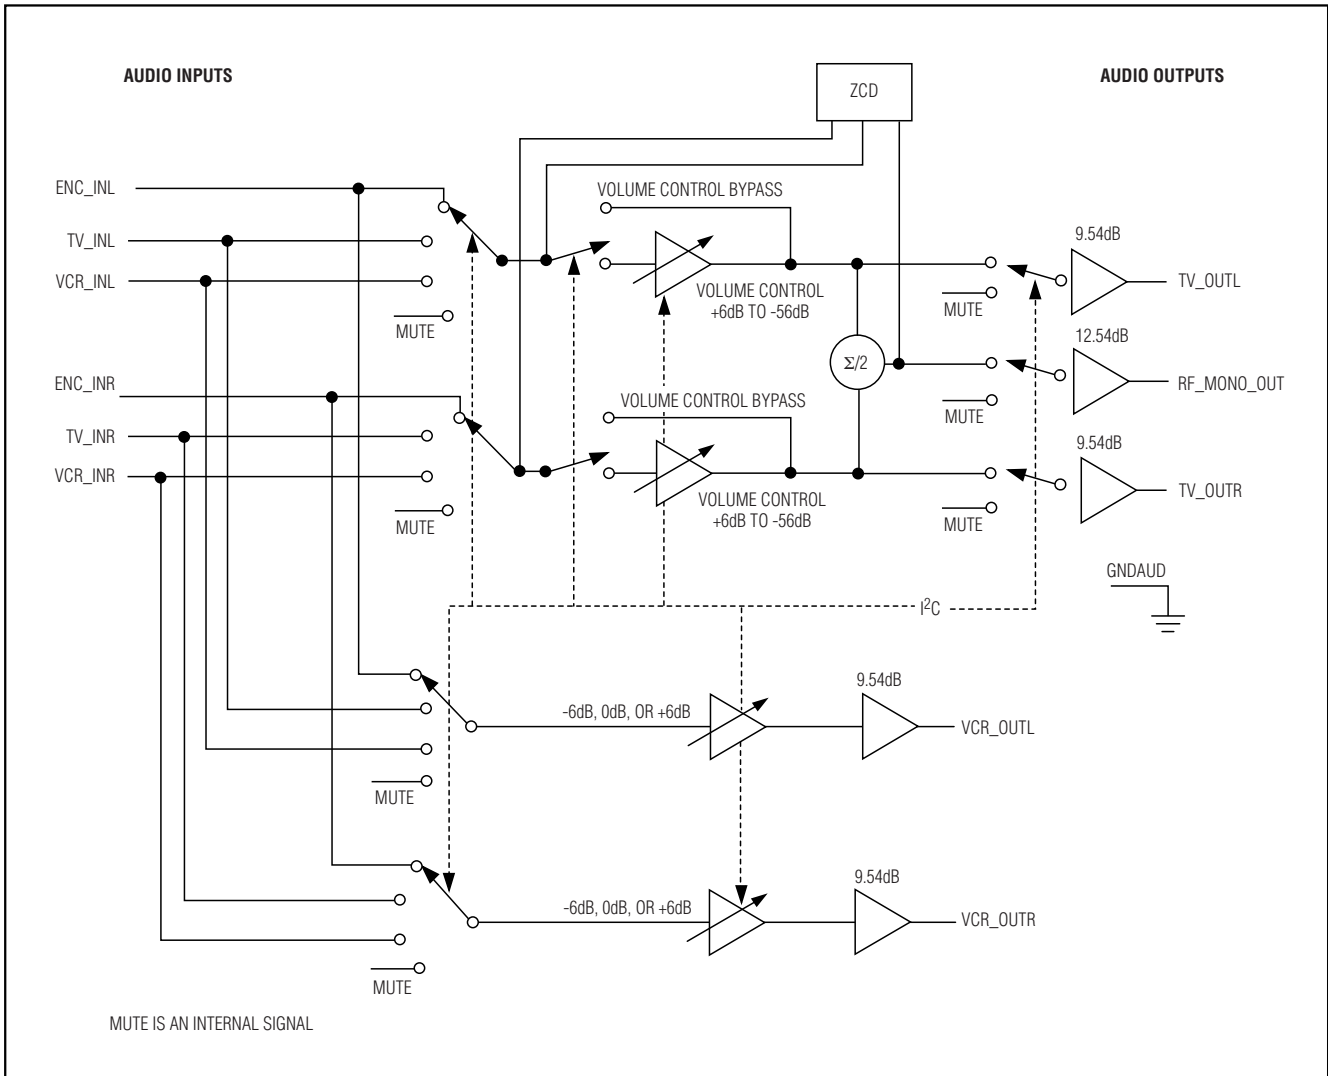 AUDIO INPUTS
AUDIO OUTPUTS
ZCD
ENC_INL
VOLUME CONTROL BYPASS
TV_INL
9.54dB
VCR_INL
TV_OUTL
VOLUME CONTROL
+6dB TO -56dB
MUTE
MUTE
12.54dB
Σ/2
ENC_INR
RF_MONO_OUT
VOLUME CONTROL BYPASS
MUTE
TV_INR
9.54dB
VCR_INR
TV_OUTR
VOLUME CONTROL
+6dB TO -56dB
MUTE
MUTE
GNDAUD
I²C
9.54dB
-6dB, 0dB, OR +6dB
VCR_OUTL
MUTE
9.54dB
-6dB, 0dB, OR +6dB
VCR_OUTR
MUTE
MUTE IS AN INTERNAL SIGNAL